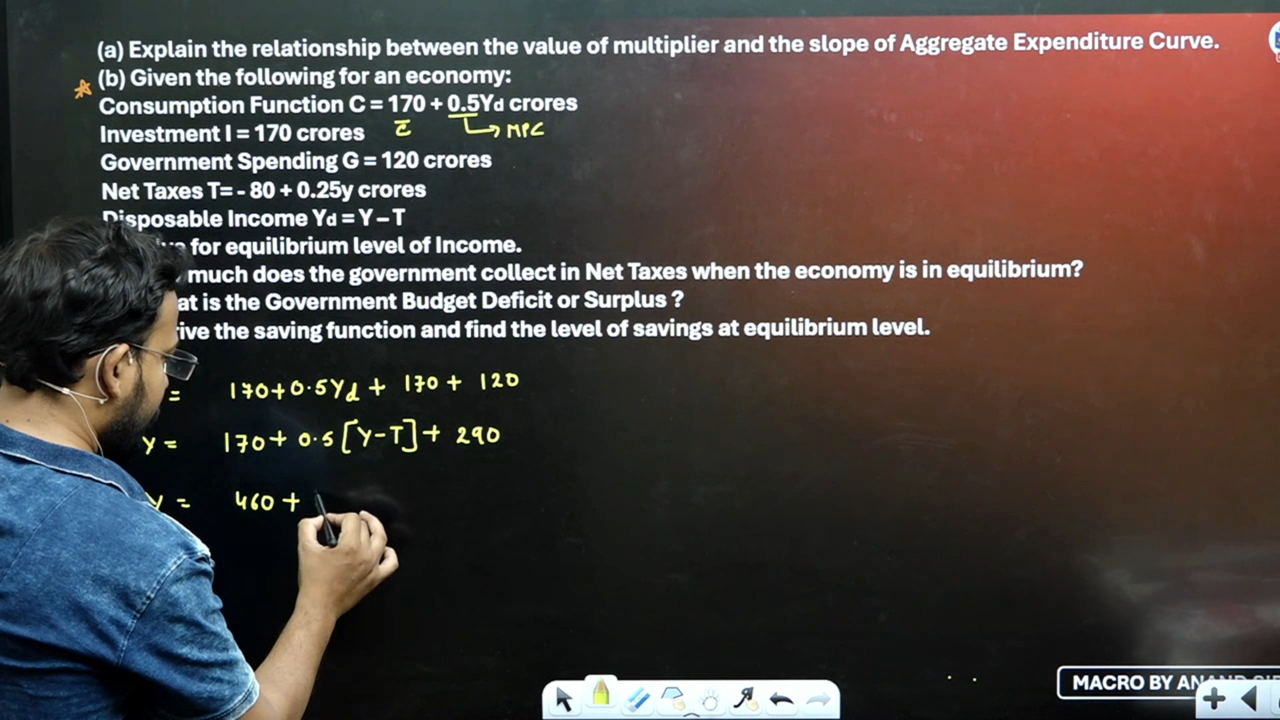 (a) Explain the relationship between the value of multiplier and the slope of Aggregate Expenditure Curve.
(b) Given the following for an economy:
Consumption Function C = 170 + 0.5Yd crores
Investment I = 170 crores
C̅ → MPC
Government Spending G = 120 crores
Net Taxes T= - 80 + 0.25y crores
Disposable Income Yd = Y – T
for equilibrium level of Income.
much does the government collect in Net Taxes when the economy is in equilibrium?
is the Government Budget Deficit or Surplus ?
the saving function and find the level of savings at equilibrium level.
= 170+0.5Yd + 170 + 120
Y = 170+ 0.5 [Y-T] + 290
Y = 460 +
MACRO BY